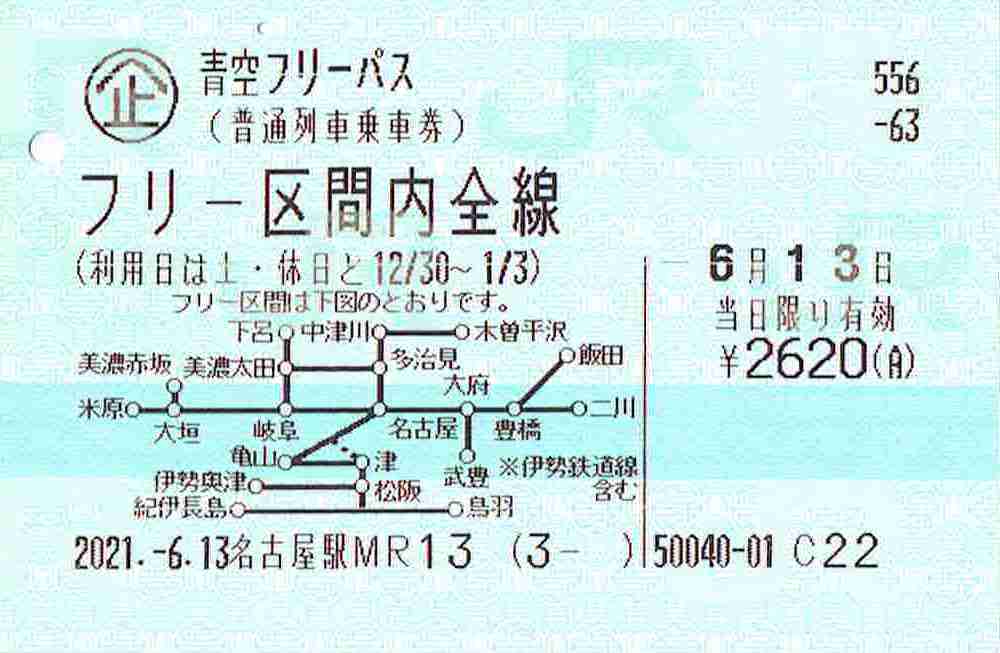 企 青空フリーパス 556
(普通列車乗車券) -63
フリー区間内全線
(利用日は土・休日と12/30~1/3)
-6月13日
フリー区間は下図のとおりです。
当日限り有効
¥2620(A)
下呂 中津川 木曽平沢
美濃赤坂 美濃太田 多治見 飯田
大府
米原 二川
大垣 岐阜 名古屋 豊橋
亀山 津 武豊 ※伊勢鉄道線
伊勢奥津 松阪 含む
紀伊長島 鳥羽
2021.-6.13名古屋駅MR13 (3- ) 50040-01 C22
JR